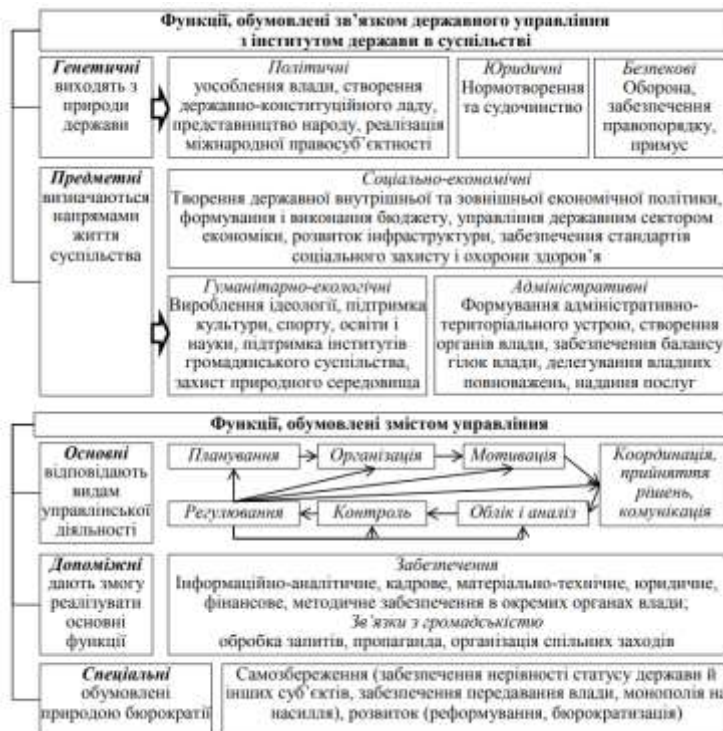 Функції, обумовлені зв’язком державного управління
з інститутом держави в суспільстві
Генетичні
виходять з
природи
держави
Політичні
уособлення влади, створення
державно-конституційного ладу,
представництво народу, реалізація
міжнародної правосуб’єктності
Юридичні
Нормотворення
та судочинство
Безпекові
Оборона,
забезпечення
правопорядку,
примус
Предметні
визначаються
напрямами
життя
суспільства
Соціально-економічні
Творення державної внутрішньої та зовнішньої економічної політики,
формування і виконання бюджету, управління державним сектором
економіки, розвиток інфраструктури, забезпечення стандартів
соціального захисту і охорони здоров’я
Гуманітарно-екологічні
Вироблення ідеології, підтримка
культури, спорту, освіти і
науки, підтримка інститутів
громадянського суспільства,
захист природного середовища
Адміністративні
Формування адміністративно-
територіального устрою, створення
органів влади, забезпечення балансу
гілок влади, делегування владних
повноважень, надання послуг
Функції, обумовлені змістом управління
Основні
відповідають
видам
управлінської
діяльності
Планування
Організація
Мотивація
Координація,
прийняття
рішень,
комунікація
Регулювання
Контроль
Облік і аналіз
Допоміжні
дають змогу
реалізувати
основні
функції
Забезпечення
Інформаційно-аналітичне, кадрове, матеріально-технічне, юридичне,
фінансове, методичне забезпечення в окремих органах влади;
Зв’язки з громадськістю
обробка запитів, пропаганда, організація спільних заходів
Спеціальні
обумовлені
природою бюрократії
Самозбереження (забезпечення нерівності статусу держави й
інших суб’єктів, забезпечення передавання влади, монополія на
насилля), розвиток (реформування, бюрократизація)